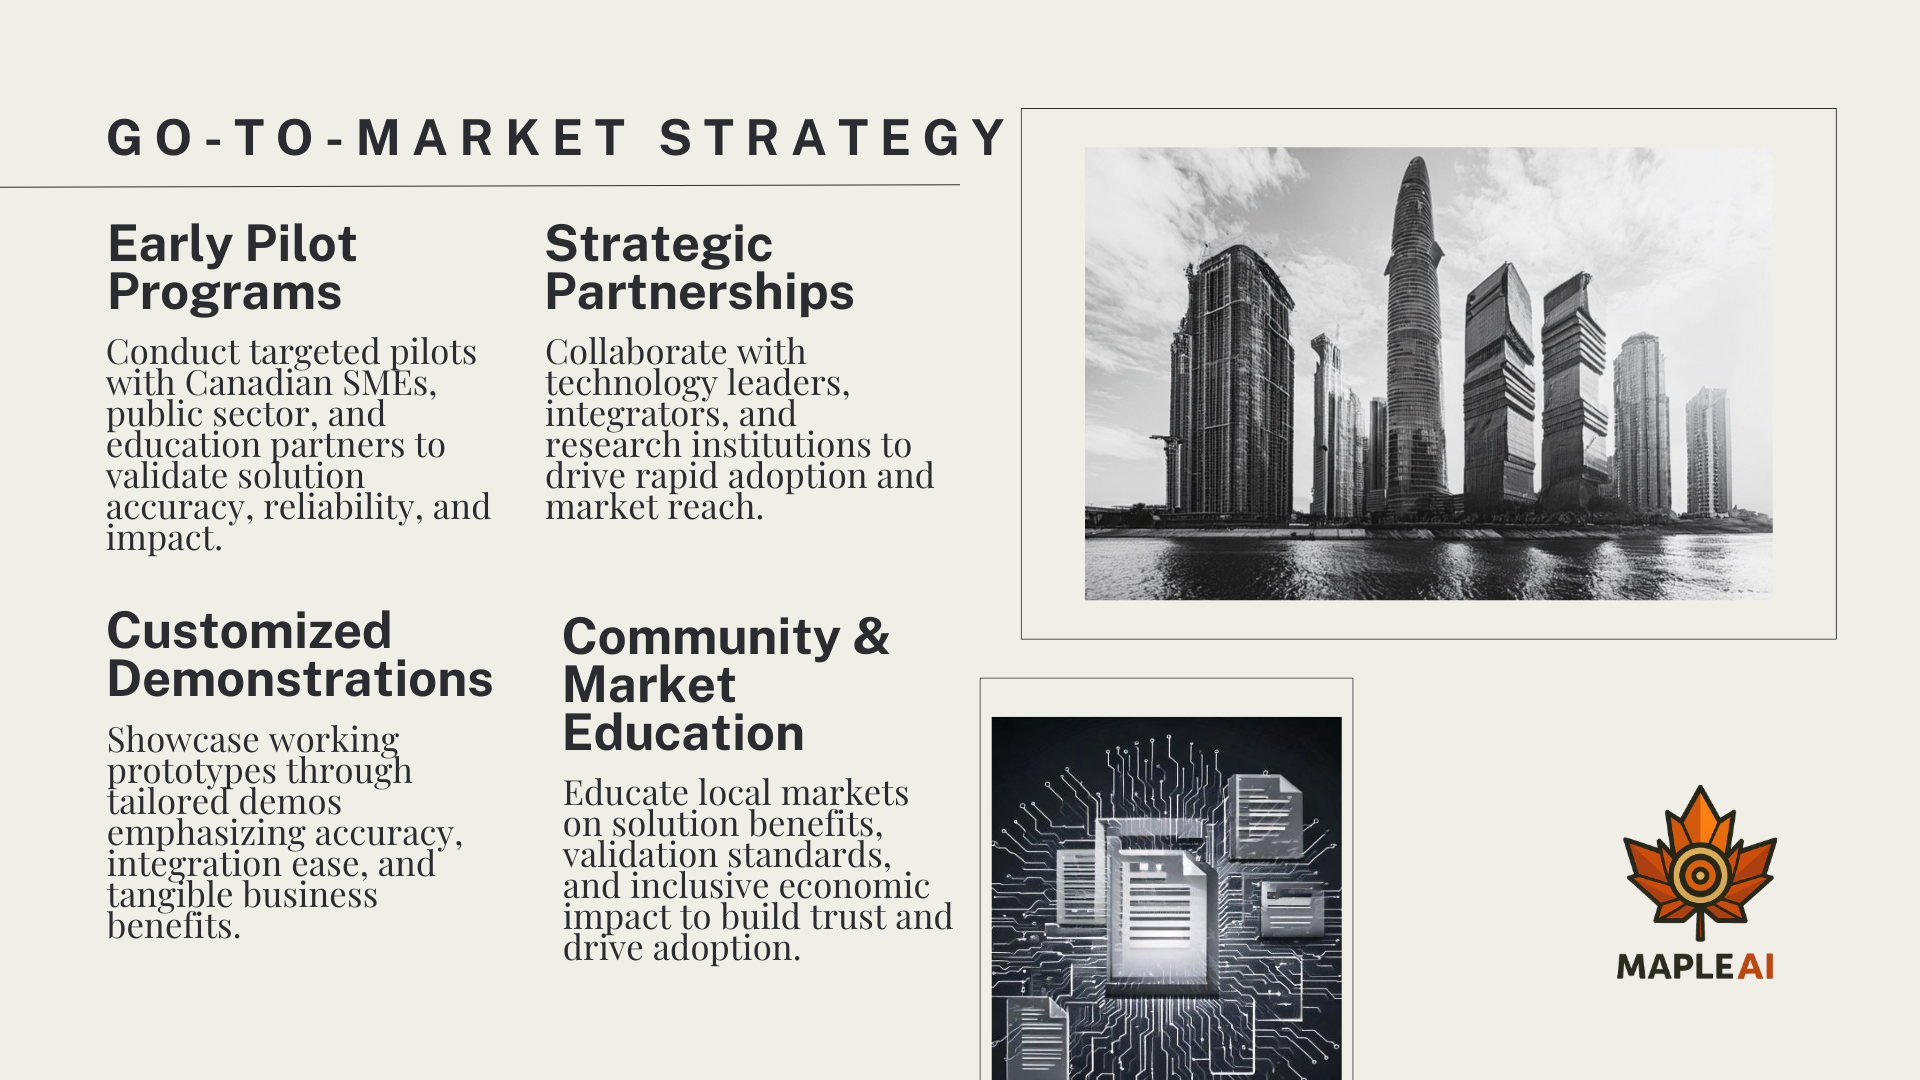 GO-TO-MARKET STRATEGY
Early Pilot
Programs
Conduct targeted pilots
with Canadian SMEs,
public sector, and
education partners to
validate solution
accuracy, reliability, and
impact.
Strategic
Partnerships
Collaborate with
technology leaders,
integrators, and
research institutions to
drive rapid adoption and
market reach.
Customized
Demonstrations
Showcase working
prototypes through
tailored demos
emphasizing accuracy,
integration ease, and
tangible business
benefits.
Community &
Market
Education
Educate local markets
on solution benefits,
validation standards,
and inclusive economic
impact to build trust and
drive adoption.
MAPLE AI